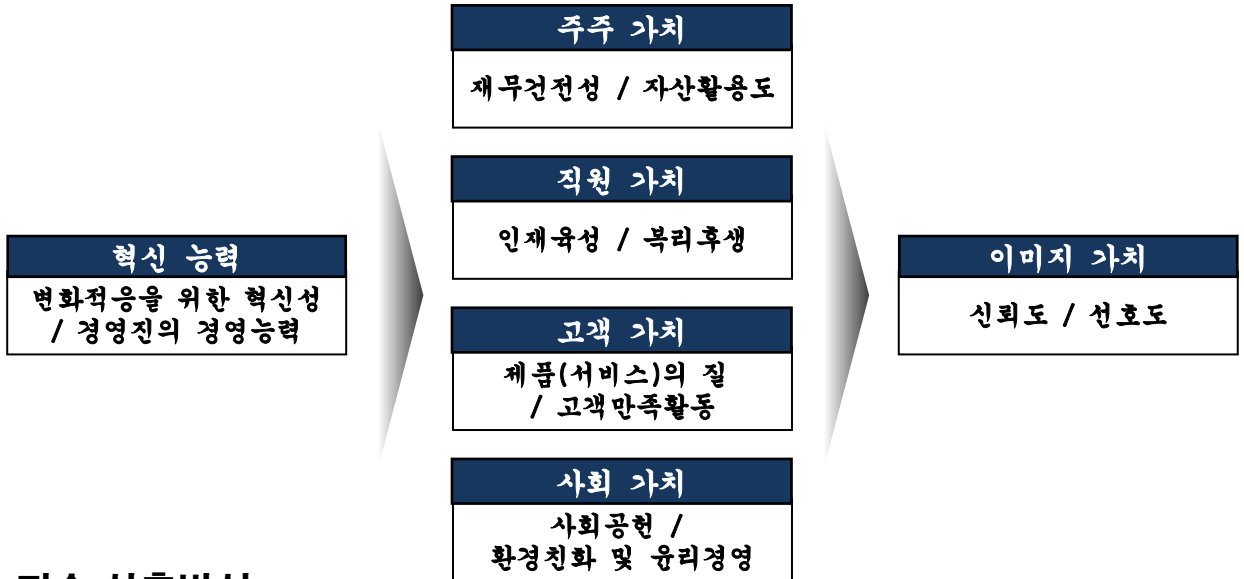 주주 가치
재무건전성 / 자산활용도
직원 가치
인재육성 / 복리후생
혁신 능력
변화적응을 위한 혁신성
/ 경영진의 경영능력
이미지 가치
신뢰도 / 선호도
고객 가치
제품(서비스)의 질
/ 고객만족활동
사회 가치
사회공헌 /
환경친화 및 윤리경영